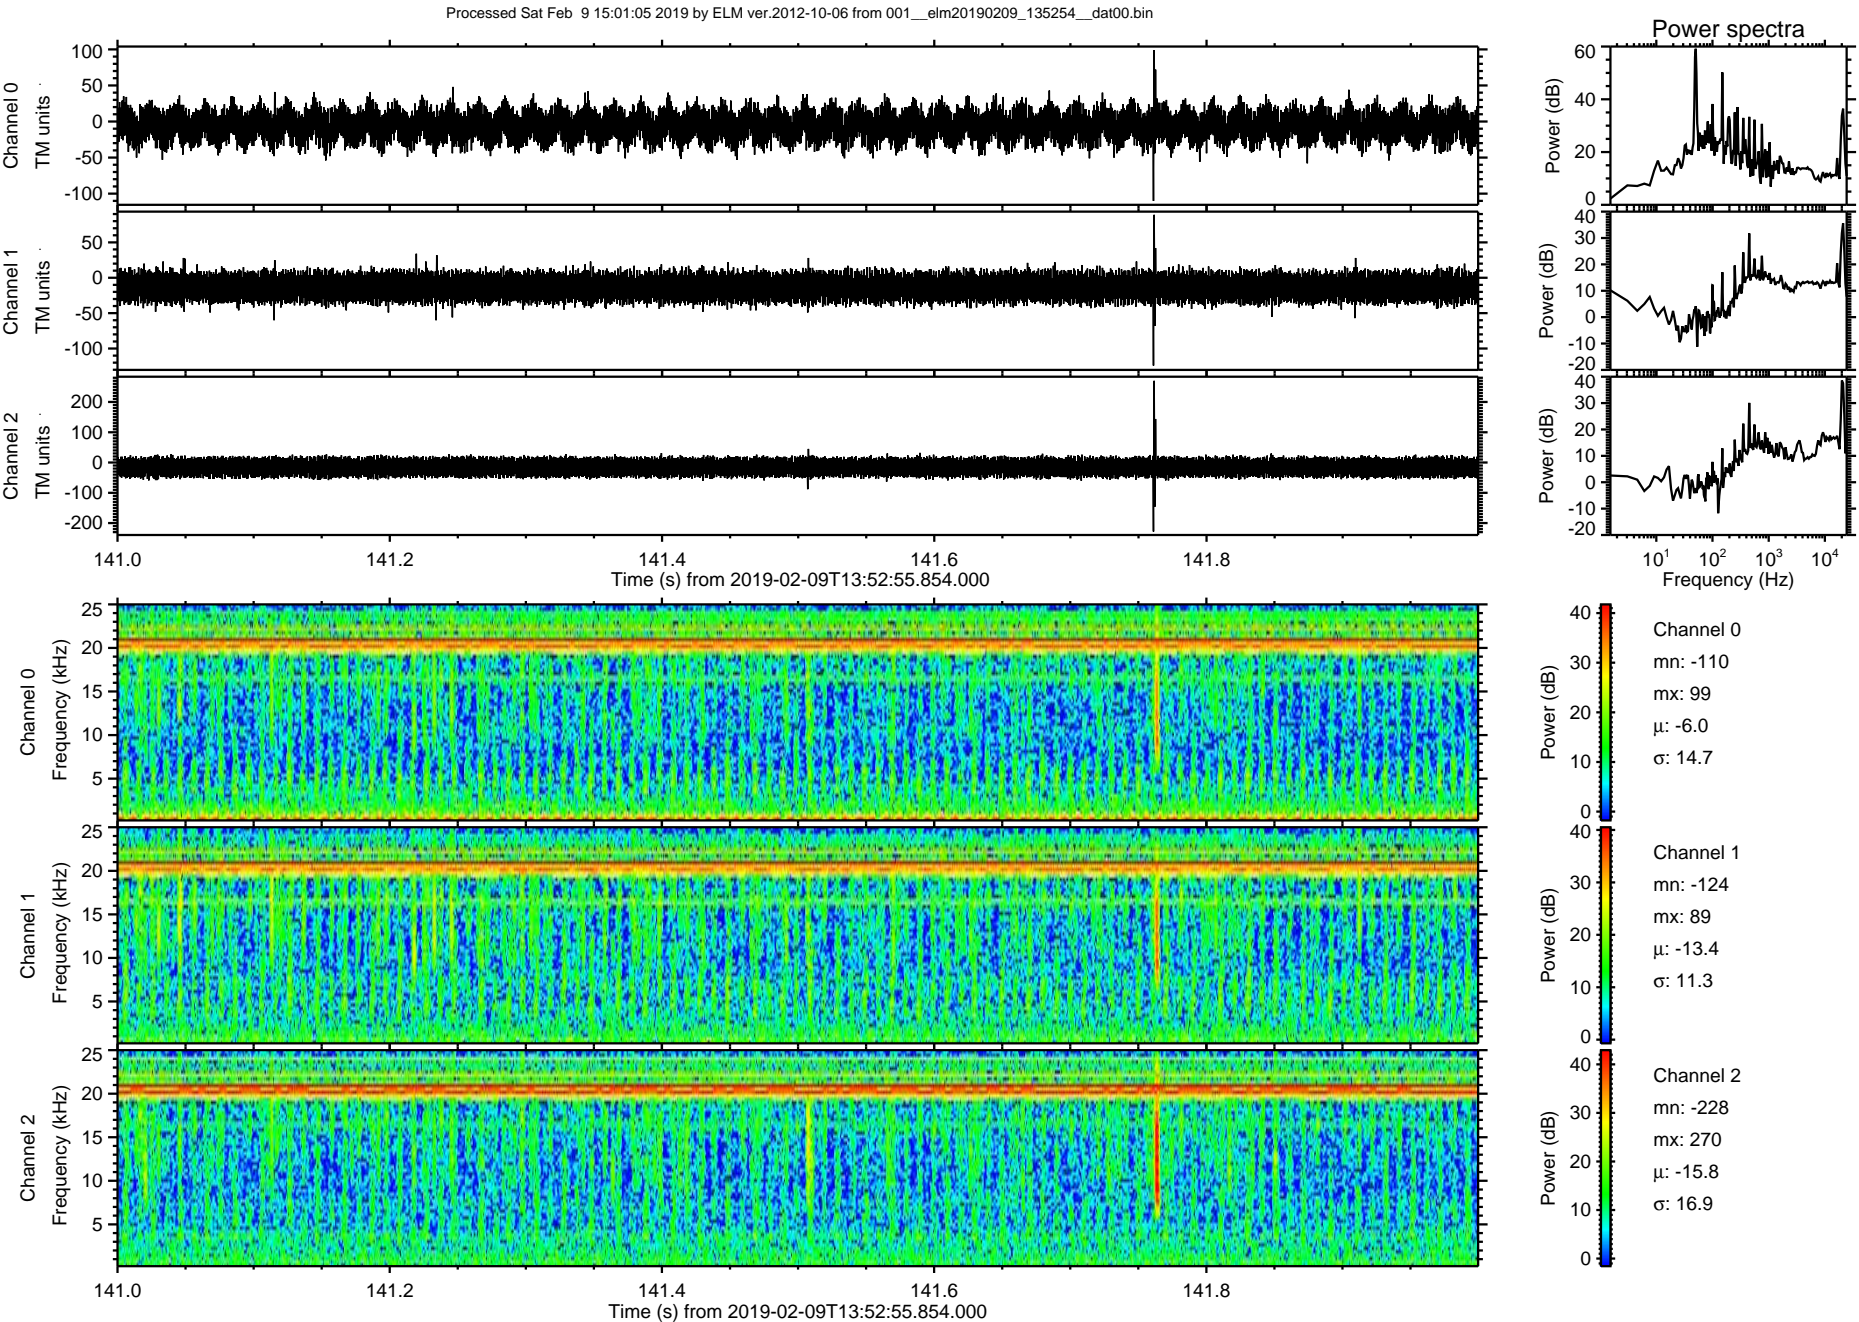 Processed Sat Feb  9 15:01:05 2019 by ELM ver.2012-10-06 from 001__elm20190209_135254__dat00.bin
Power spectra
Channel 0
TM units
100
50
0
-50
-100
Power (dB)
60
40
20
0
Channel 1
TM units
50
0
-50
-100
Power (dB)
40
30
20
10
0
-10
-20
Channel 2
TM units
200
100
0
-100
-200
Power (dB)
40
30
20
10
0
-10
-20
141.0 141.2 141.4 141.6 141.8
Time (s) from 2019-02-09T13:52:55.854.000
10¹ 10² 10³ 10⁴
Frequency (Hz)
Channel 0
Frequency (kHz)
25
20
15
10
5
Power (dB)
40
30
20
10
0
Channel 0
mn: -110
mx: 99
μ: -6.0
σ: 14.7
Channel 1
Frequency (kHz)
25
20
15
10
5
Power (dB)
40
30
20
10
0
Channel 1
mn: -124
mx: 89
μ: -13.4
σ: 11.3
Channel 2
Frequency (kHz)
25
20
15
10
5
Power (dB)
40
30
20
10
0
Channel 2
mn: -228
mx: 270
μ: -15.8
σ: 16.9
141.0 141.2 141.4 141.6 141.8
Time (s) from 2019-02-09T13:52:55.854.000